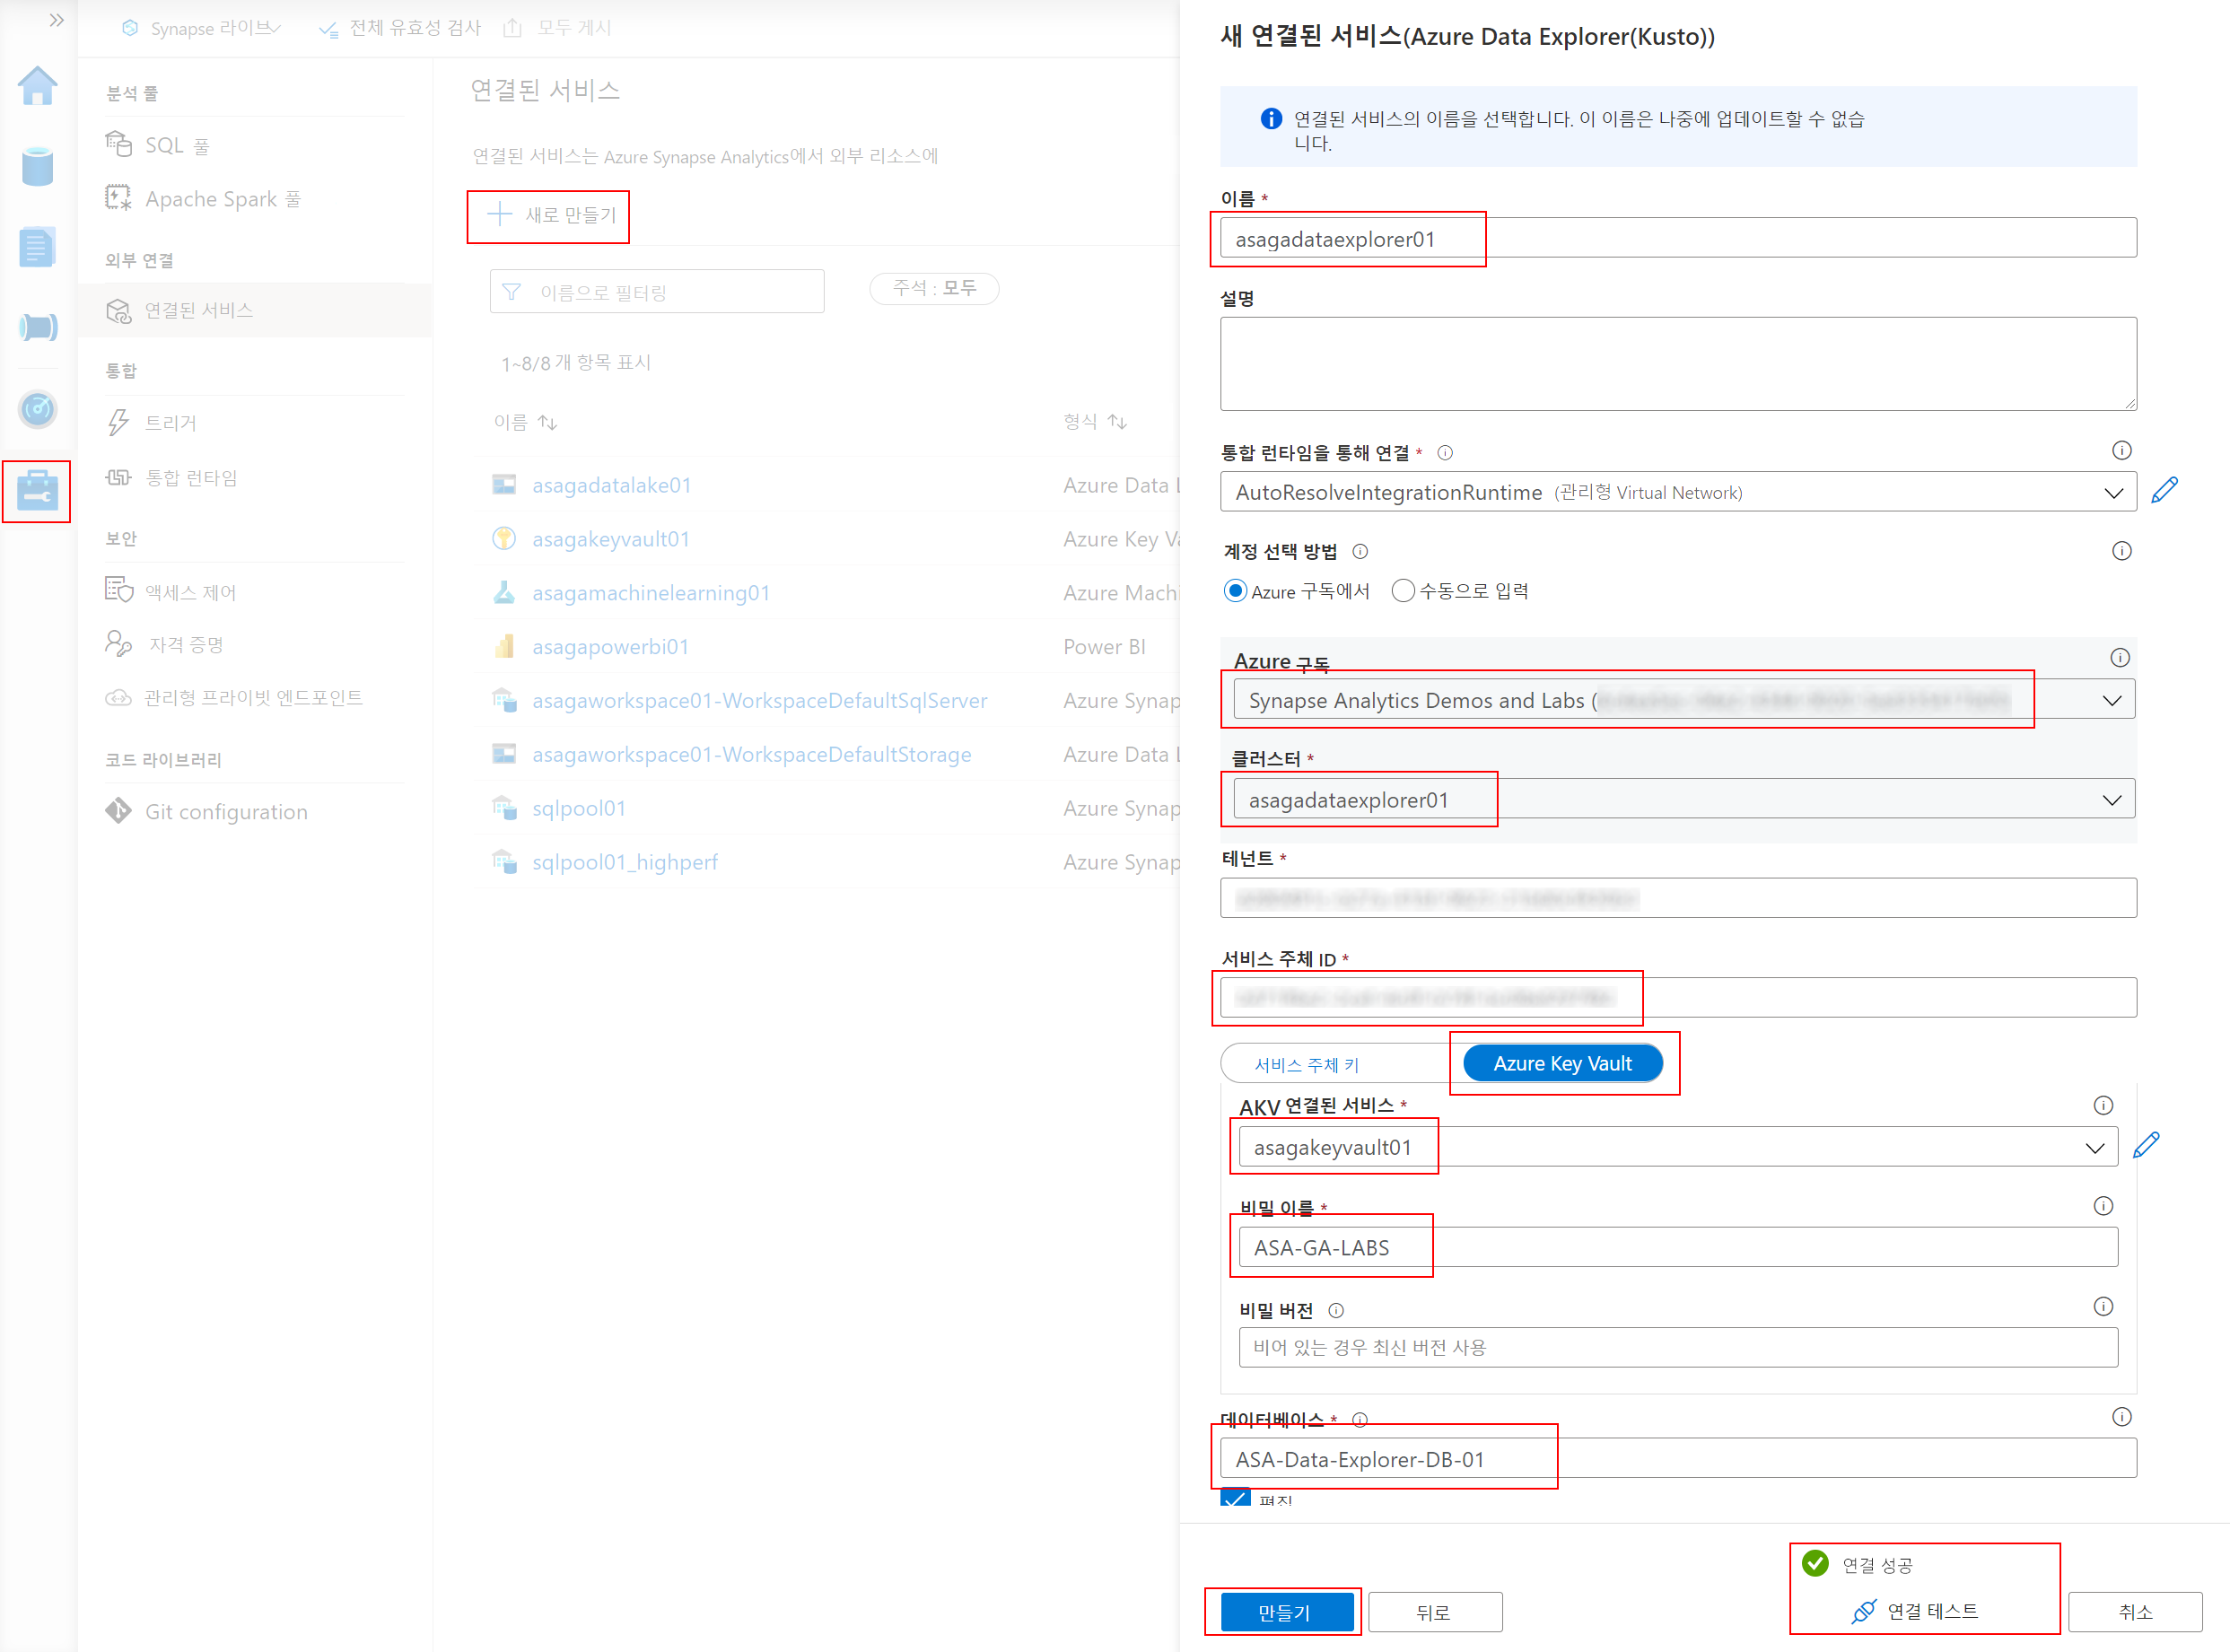 Synapse 라이브
전체 유효성 검사
모두 게시
분석 풀
SQL 풀
Apache Spark 풀
외부 연결
연결된 서비스
통합
트리거
통합 런타임
보안
액세스 제어
자격 증명
관리형 프라이빗 엔드포인트
코드 라이브러리
Git configuration
연결된 서비스
연결된 서비스는 Azure Synapse Analytics에서 외부 리소스에
새로 만들기
이름으로 필터링
주석 : 모두
1~8/8 개 항목 표시
이름 형식
asagadatalake01 Azure Data L
asagakeyvault01 Azure Key Va
asagamachinelearning01 Azure Machi
asagapowerbi01 Power BI
asagaworkspace01-WorkspaceDefaultSqlServer Azure Synap
asagaworkspace01-WorkspaceDefaultStorage Azure Data L
sqlpool01 Azure Synap
sqlpool01_highperf Azure Synap
새 연결된 서비스(Azure Data Explorer(Kusto))
연결된 서비스의 이름을 선택합니다. 이 이름은 나중에 업데이트할 수 없습
니다.
이름 *
asagadataexplorer01
설명
통합 런타임을 통해 연결 *
AutoResolveIntegrationRuntime (관리형 Virtual Network)
계정 선택 방법
Azure 구독에서 수동으로 입력
Azure 구독
Synapse Analytics Demos and Labs (
클러스터 *
asagadataexplorer01
테넌트 *
서비스 주체 ID *
서비스 주체 키
Azure Key Vault
AKV 연결된 서비스 *
asagakeyvault01
비밀 이름 *
ASA-GA-LABS
비밀 버전
비어 있는 경우 최신 버전 사용
데이터베이스 *
ASA-Data-Explorer-DB-01
편집
연결 성공
만들기
뒤로
연결 테스트
취소